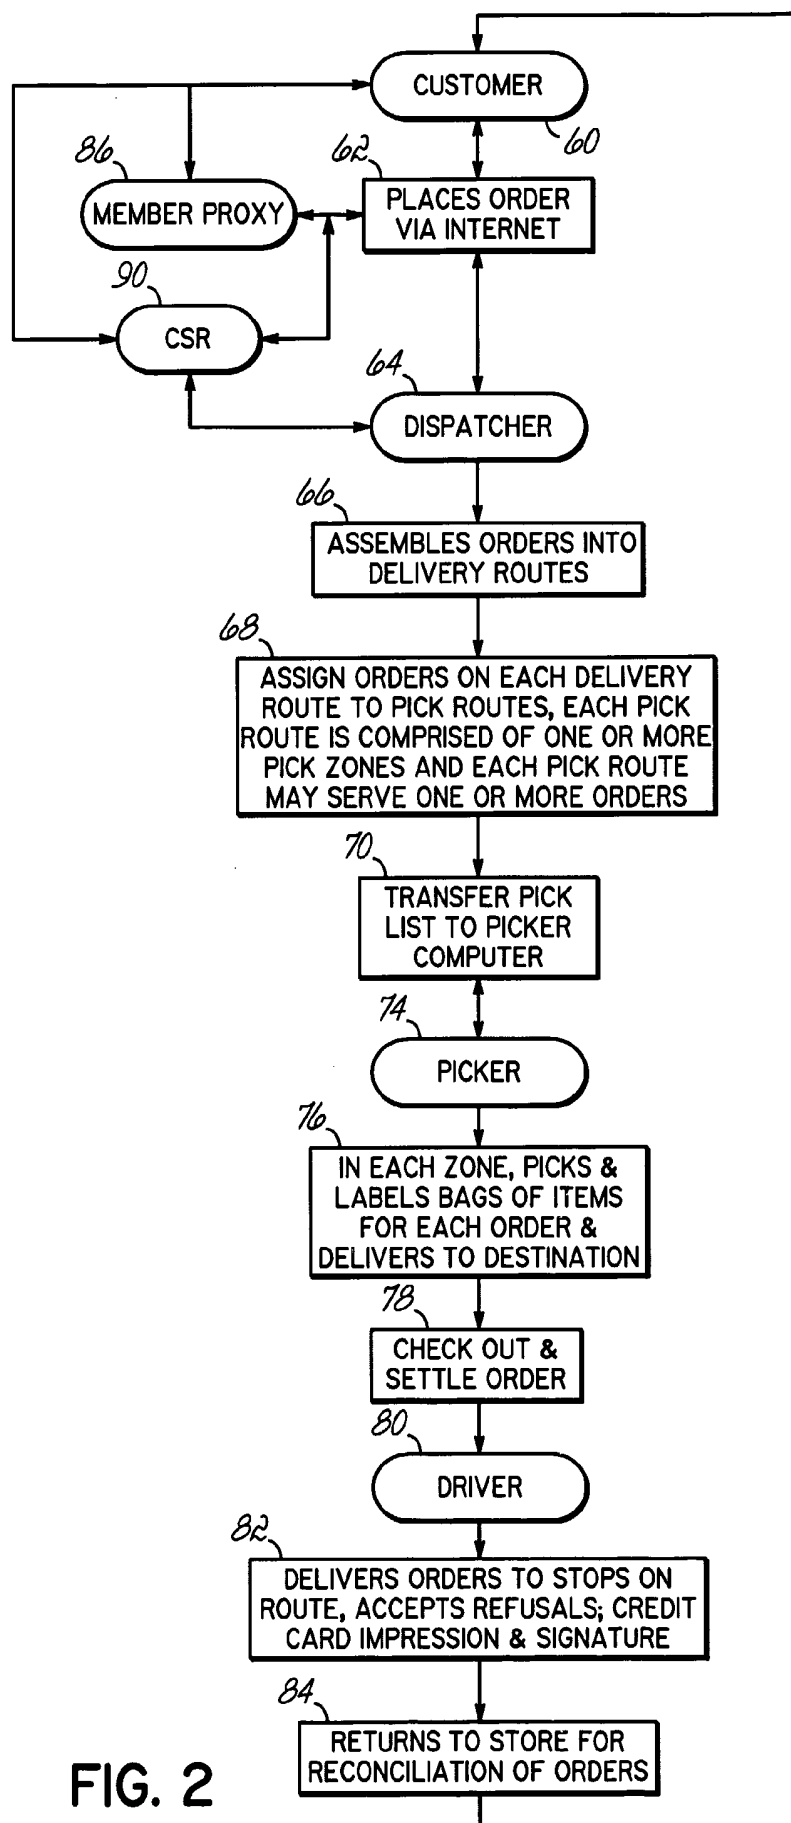 CUSTOMER
60
86
62
MEMBER PROXY
PLACES ORDER
VIA INTERNET
90
CSR
64
DISPATCHER
66
ASSEMBLES ORDERS INTO
DELIVERY ROUTES
68
ASSIGN ORDERS ON EACH DELIVERY
ROUTE TO PICK ROUTES, EACH PICK
ROUTE IS COMPRISED OF ONE OR MORE
PICK ZONES AND EACH PICK ROUTE
MAY SERVE ONE OR MORE ORDERS
70
TRANSFER PICK
LIST TO PICKER
COMPUTER
74
PICKER
76
IN EACH ZONE, PICKS &
LABELS BAGS OF ITEMS
FOR EACH ORDER &
DELIVERS TO DESTINATION
78
CHECK OUT &
SETTLE ORDER
80
DRIVER
82
DELIVERS ORDERS TO STOPS ON
ROUTE, ACCEPTS REFUSALS; CREDIT
CARD IMPRESSION & SIGNATURE
84
RETURNS TO STORE FOR
RECONCILIATION OF ORDERS
FIG. 2